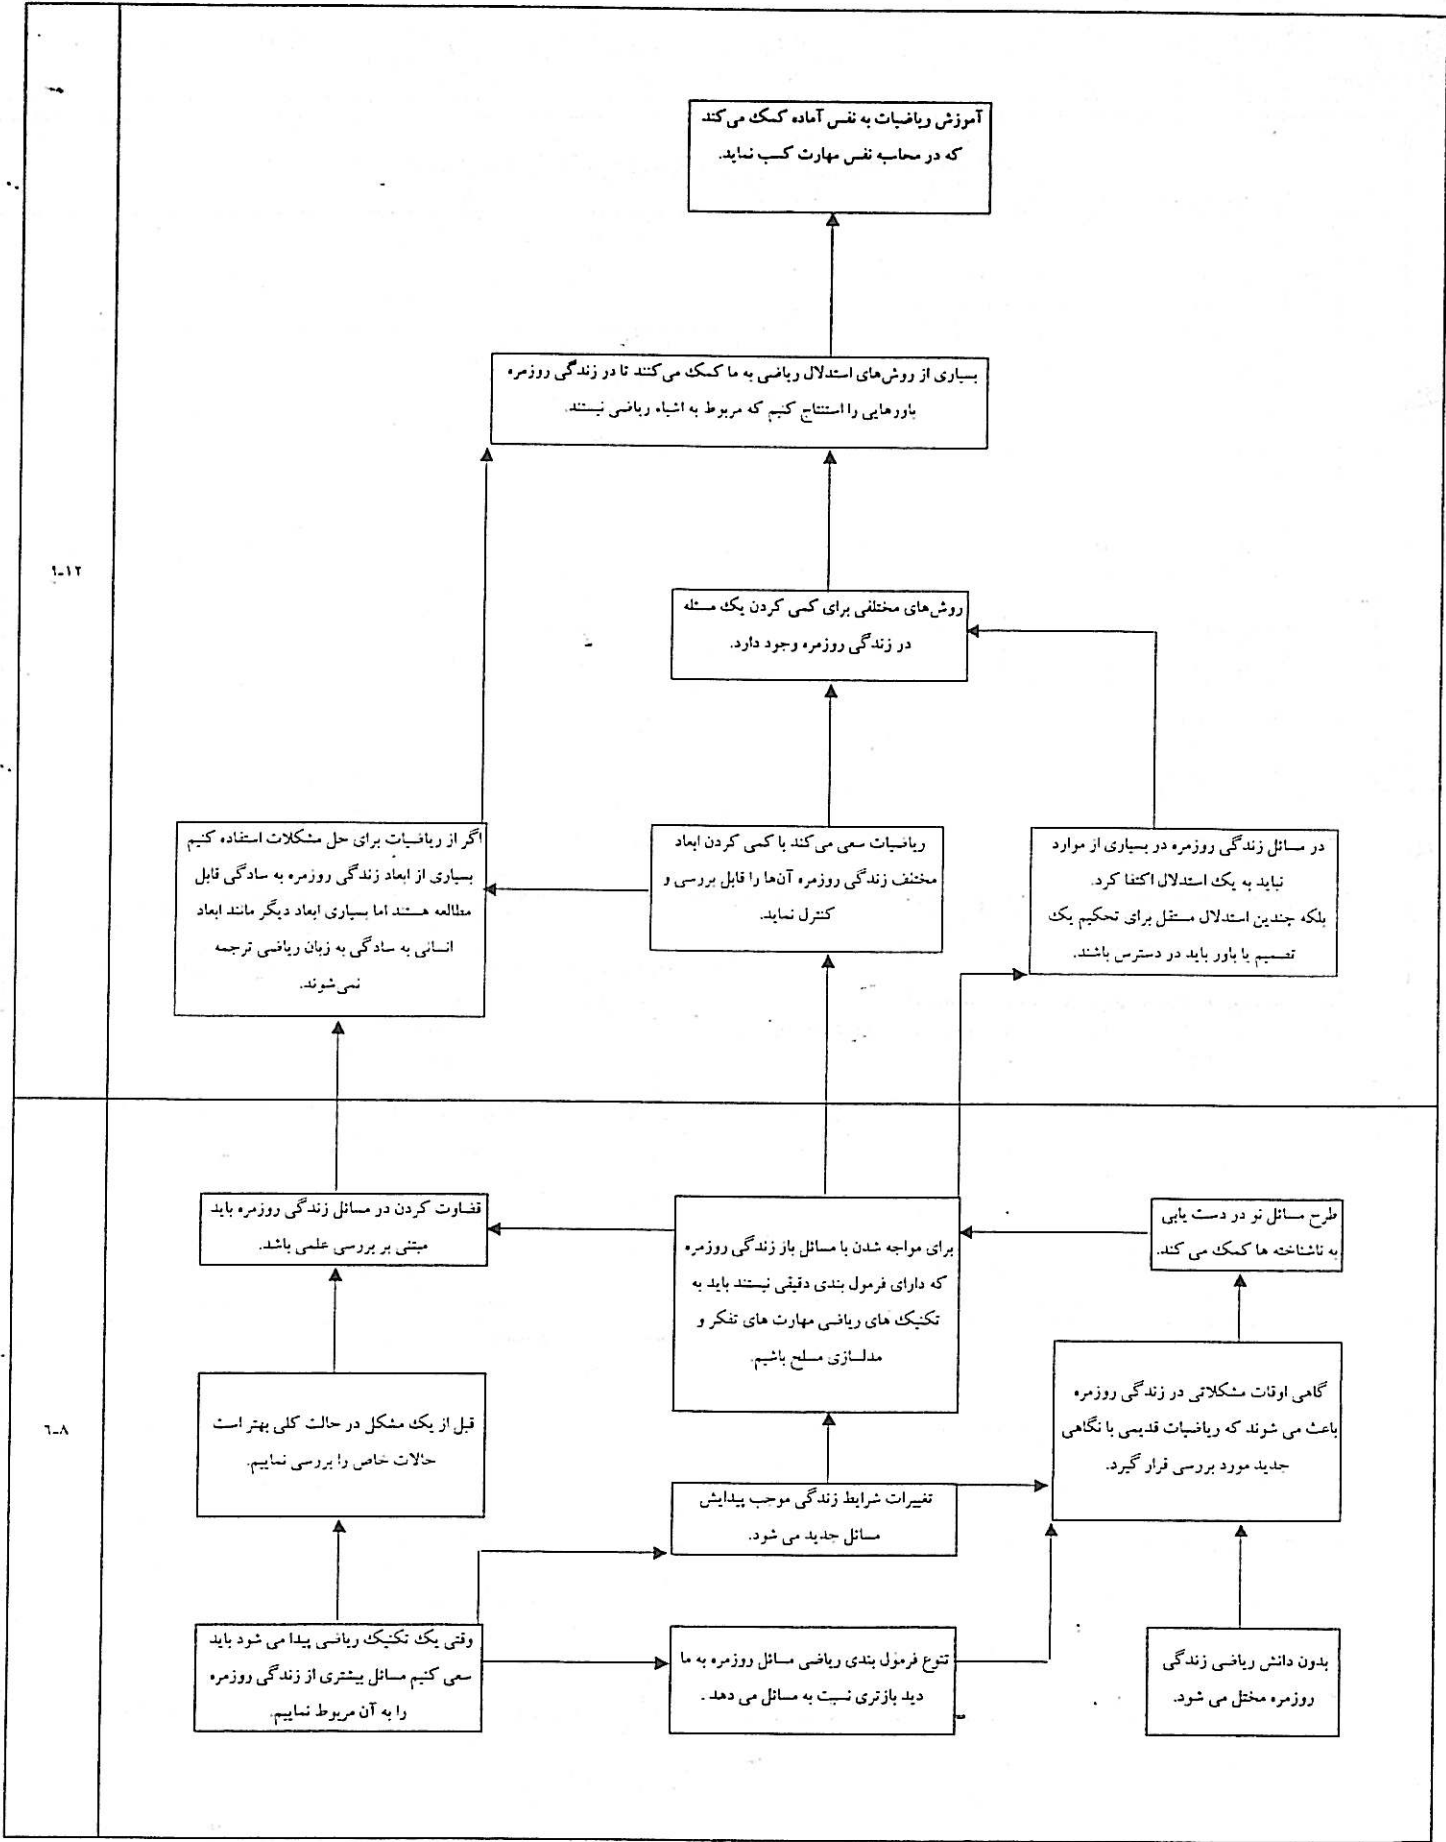 آموزش ریاضیات به نفس آماده کمک می‌کند
که در محاسبه نفس مهارت کسب نماید.
بسیاری از روش‌های استدلال ریاضی به ما کمک می‌کنند تا در زندگی روزمره
باورهایی را استنتاج کنیم که مربوط به اشیاء ریاضی نیستند.
۹-۱۲
روش‌های مختلفی برای کمی کردن یک مسئله
در زندگی روزمره وجود دارد.
در مسائل زندگی روزمره در بسیاری از موارد
نباید به یک استدلال اکتفا کرد.
بلکه چندین استدلال مستقل برای تحکیم یک
تصمیم یا باور باید در دسترس باشند.
ریاضیات سعی می‌کند با کمی کردن ابعاد
مختلف زندگی روزمره آن‌ها را قابل بررسی و
کنترل نماید.
اگر از ریاضیات برای حل مشکلات استفاده کنیم
بسیاری از ابعاد زندگی روزمره به سادگی قابل
مطالعه هستند اما بسیاری ابعاد دیگر مانند ابعاد
انسانی به سادگی به زبان ریاضی ترجمه
نمی‌شوند.
طرح مسائل نو در دست یابی
به ناشناخته ها کمک می کند.
برای مواجه شدن با مسائل باز زندگی روزمره
که دارای فرمول بندی دقیقی نیستند باید به
تکنیک های ریاضی مهارت های تفکر و
مدلسازی مسلح باشیم.
قضاوت کردن در مسائل زندگی روزمره باید
مبتنی بر بررسی علمی باشد.
گاهی اوقات مشکلاتی در زندگی روزمره
باعث می شوند که ریاضیات قدیمی با نگاهی
جدید مورد بررسی قرار گیرد.
قبل از یک مشکل در حالت کلی بهتر است
حالات خاص را بررسی نماییم.
۶-۸
تغییرات شرایط زندگی موجب پیدایش
مسائل جدید می شود.
بدون دانش ریاضی زندگی
روزمره مختل می شود.
تنوع فرمول بندی ریاضی مسائل روزمره به ما
دید بازتری نسبت به مسائل می دهد .
وقتی یک تکنیک ریاضی پیدا می شود باید
سعی کنیم مسائل بیشتری از زندگی روزمره
را به آن مربوط نماییم.